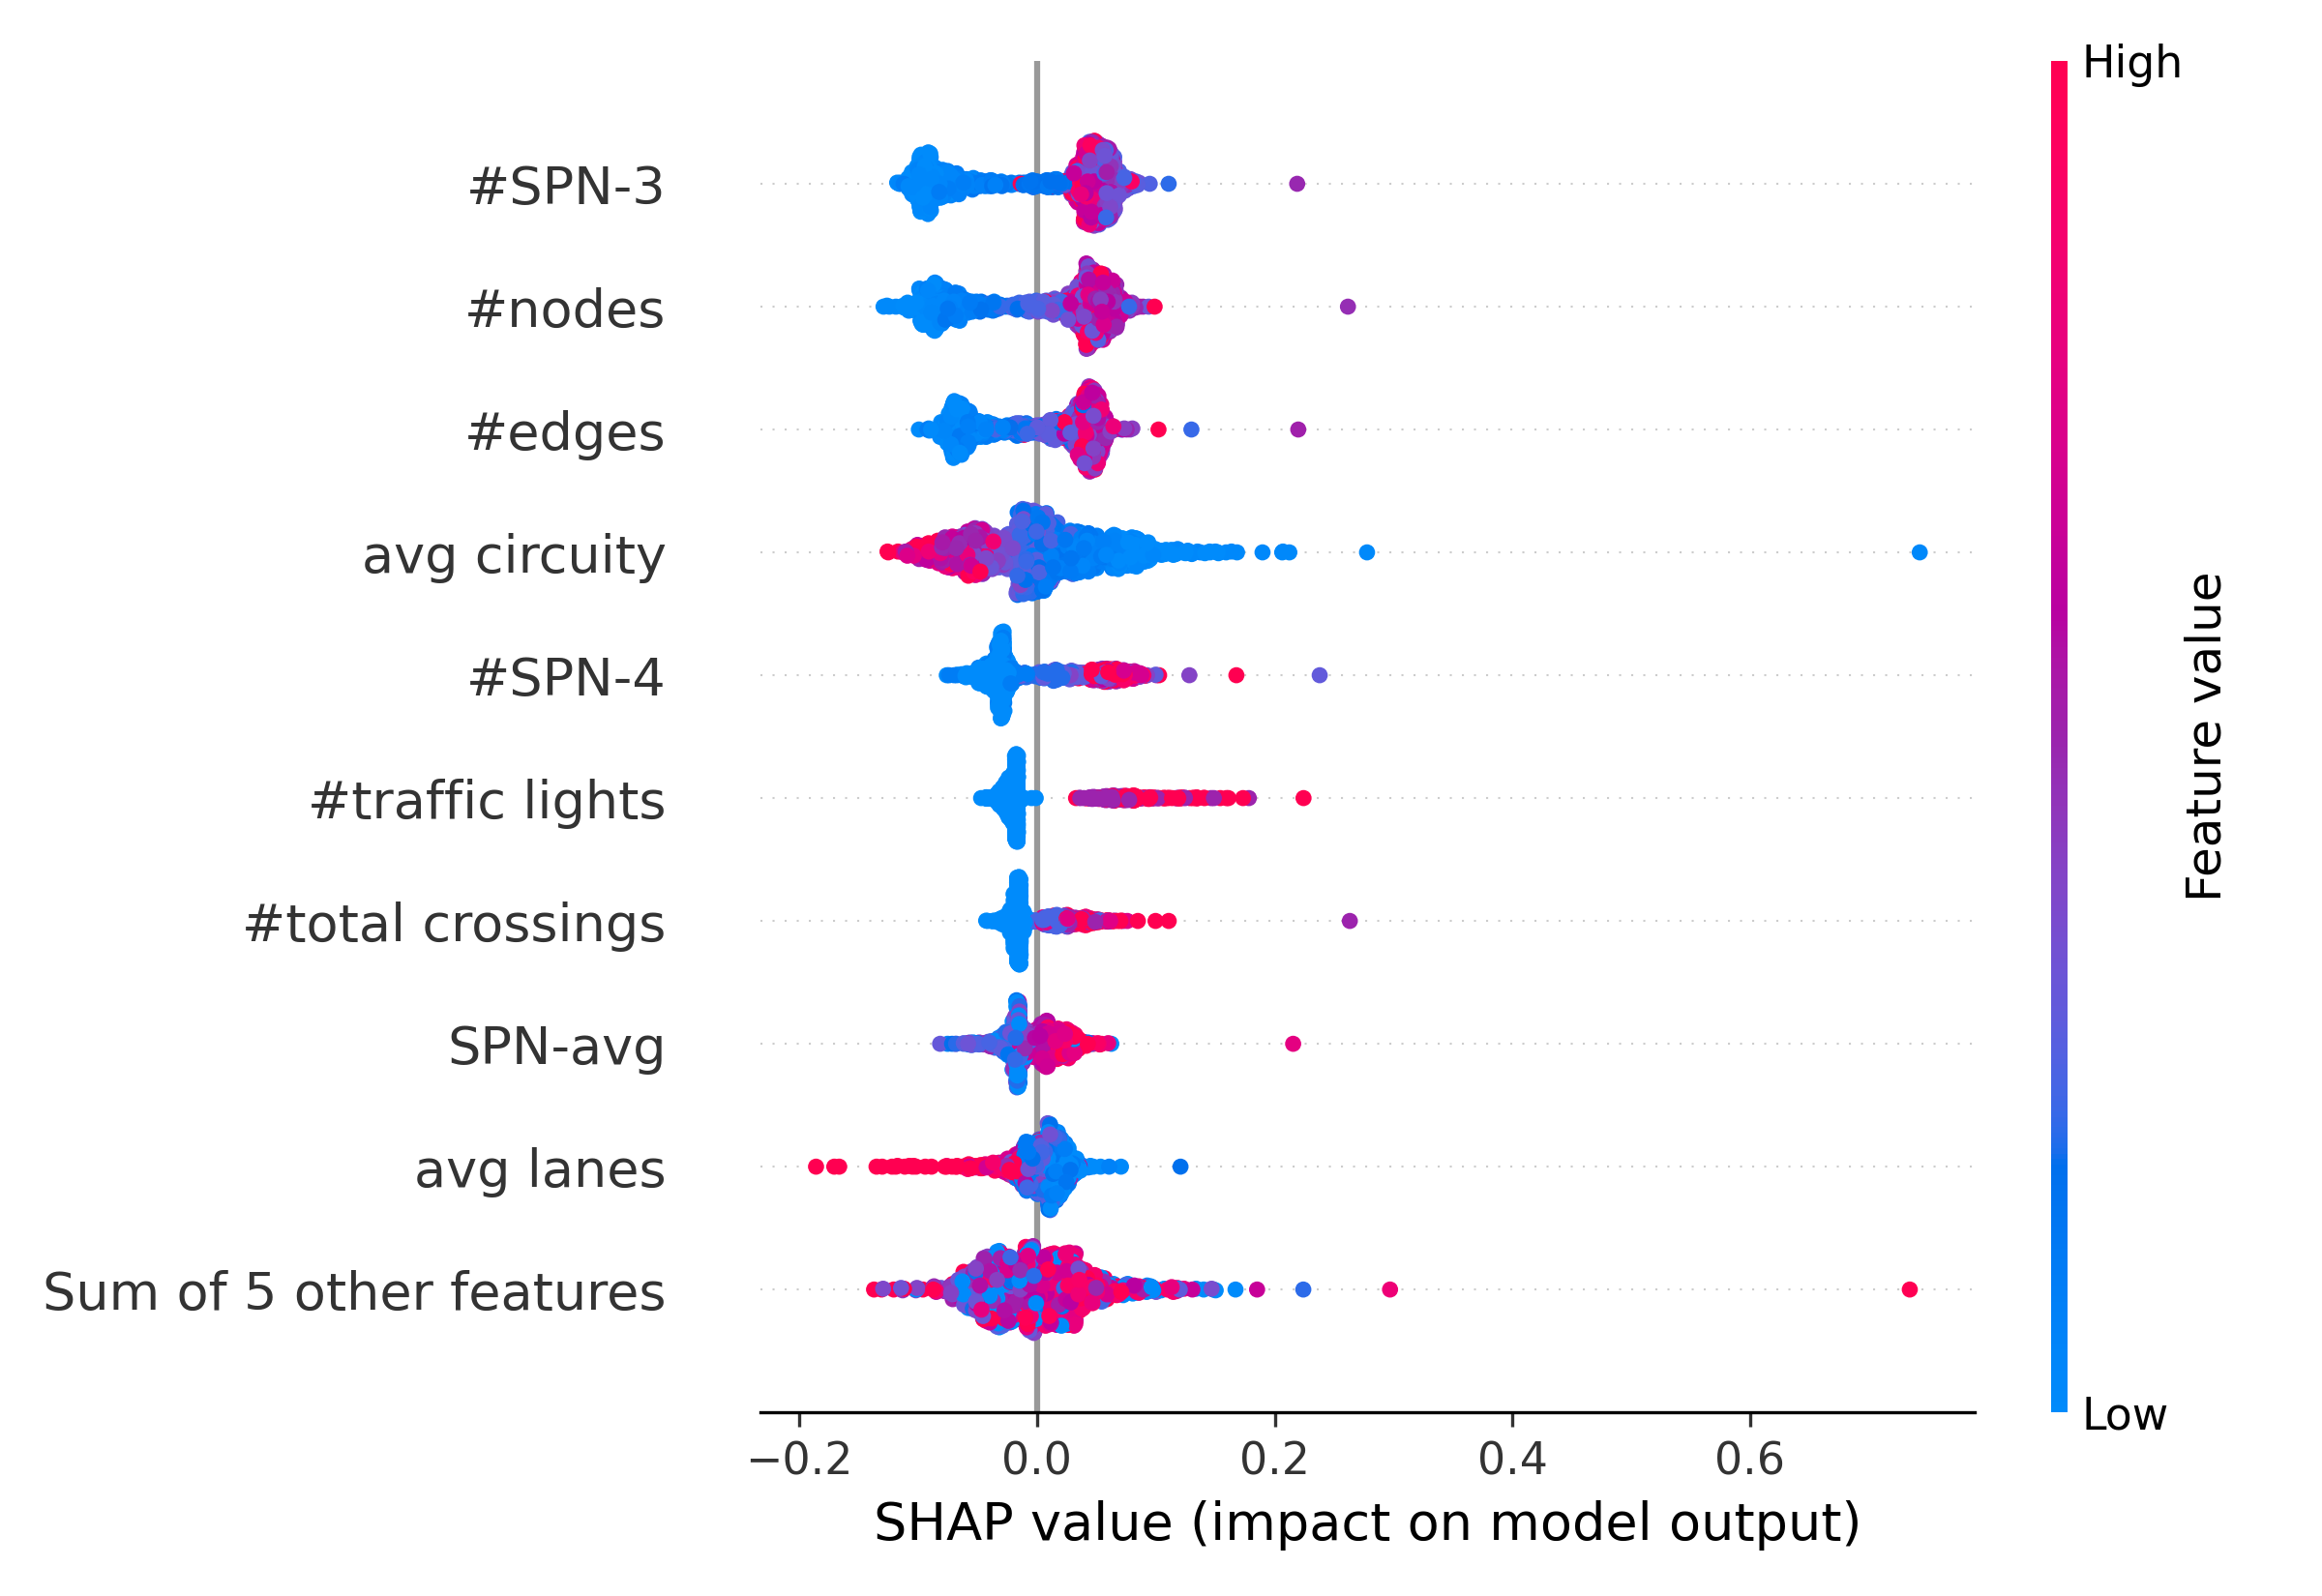 High
#SPN-3
#nodes
#edges
avg circuity
#SPN-4
#traffic lights
#total crossings
SPN-avg
avg lanes
Sum of 5 other features
Feature value
Low
−0.2 0.0 0.2 0.4 0.6
SHAP value (impact on model output)